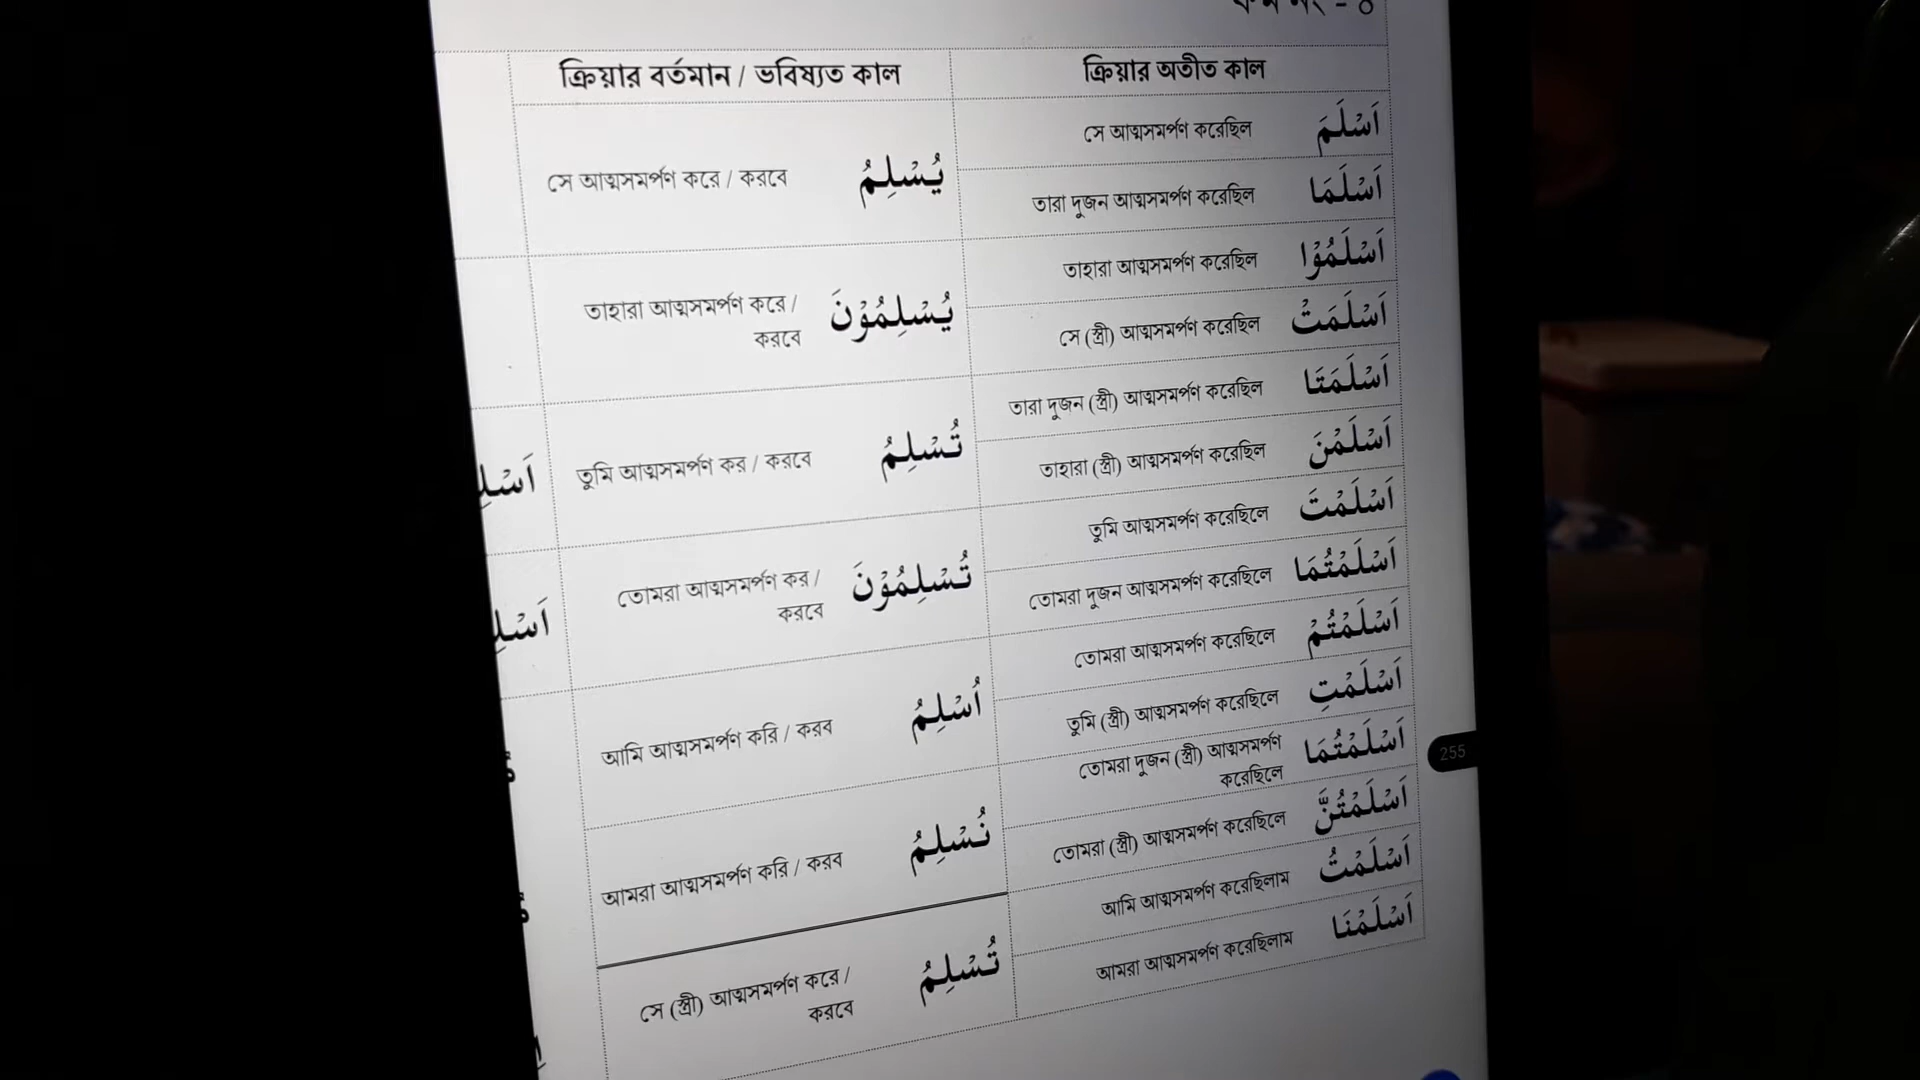 ক্রিয়ার অতীত কাল
ক্রিয়ার বর্তমান / ভবিষ্যত কাল
اَسْلَمَ সে আত্মসমর্পণ করেছিল
اَسْلَمَا তারা দুজন আত্মসমর্পণ করেছিল
اَسْلَمُوْا তাহারা আত্মসমর্পণ করেছিল
اَسْلَمَتْ সে (স্ত্রী) আত্মসমর্পণ করেছিল
اَسْلَمَتَا তারা দুজন (স্ত্রী) আত্মসমর্পণ করেছিল
اَسْلَمْنَ তাহারা (স্ত্রী) আত্মসমর্পণ করেছিল
اَسْلَمْتَ তুমি আত্মসমর্পণ করেছিলে
اَسْلَمْتُمَا তোমরা দুজন আত্মসমর্পণ করেছিলে
اَسْلَمْتُمْ তোমরা আত্মসমর্পণ করেছিলে
اَسْلَمْتِ তুমি (স্ত্রী) আত্মসমর্পণ করেছিলে
اَسْلَمْتُمَا তোমরা দুজন (স্ত্রী) আত্মসমর্পণ
করেছিলে
اَسْلَمْتُنَّ তোমরা (স্ত্রী) আত্মসমর্পণ করেছিলে
اَسْلَمْتُ আমি আত্মসমর্পণ করেছিলাম
اَسْلَمْنَا আমরা আত্মসমর্পণ করেছিলাম
يُسْلِمُ সে আত্মসমর্পণ করে / করবে
يُسْلِمُوْنَ তাহারা আত্মসমর্পণ করে /
করবে
تُسْلِمُ তুমি আত্মসমর্পণ কর / করবে
تُسْلِمُوْنَ তোমরা আত্মসমর্পণ কর /
করবে
اُسْلِمُ আমি আত্মসমর্পণ করি / করব
نُسْلِمُ আমরা আত্মসমর্পণ করি / করব
تُسْلِمُ সে (স্ত্রী) আত্মসমর্পণ করে /
করবে
255